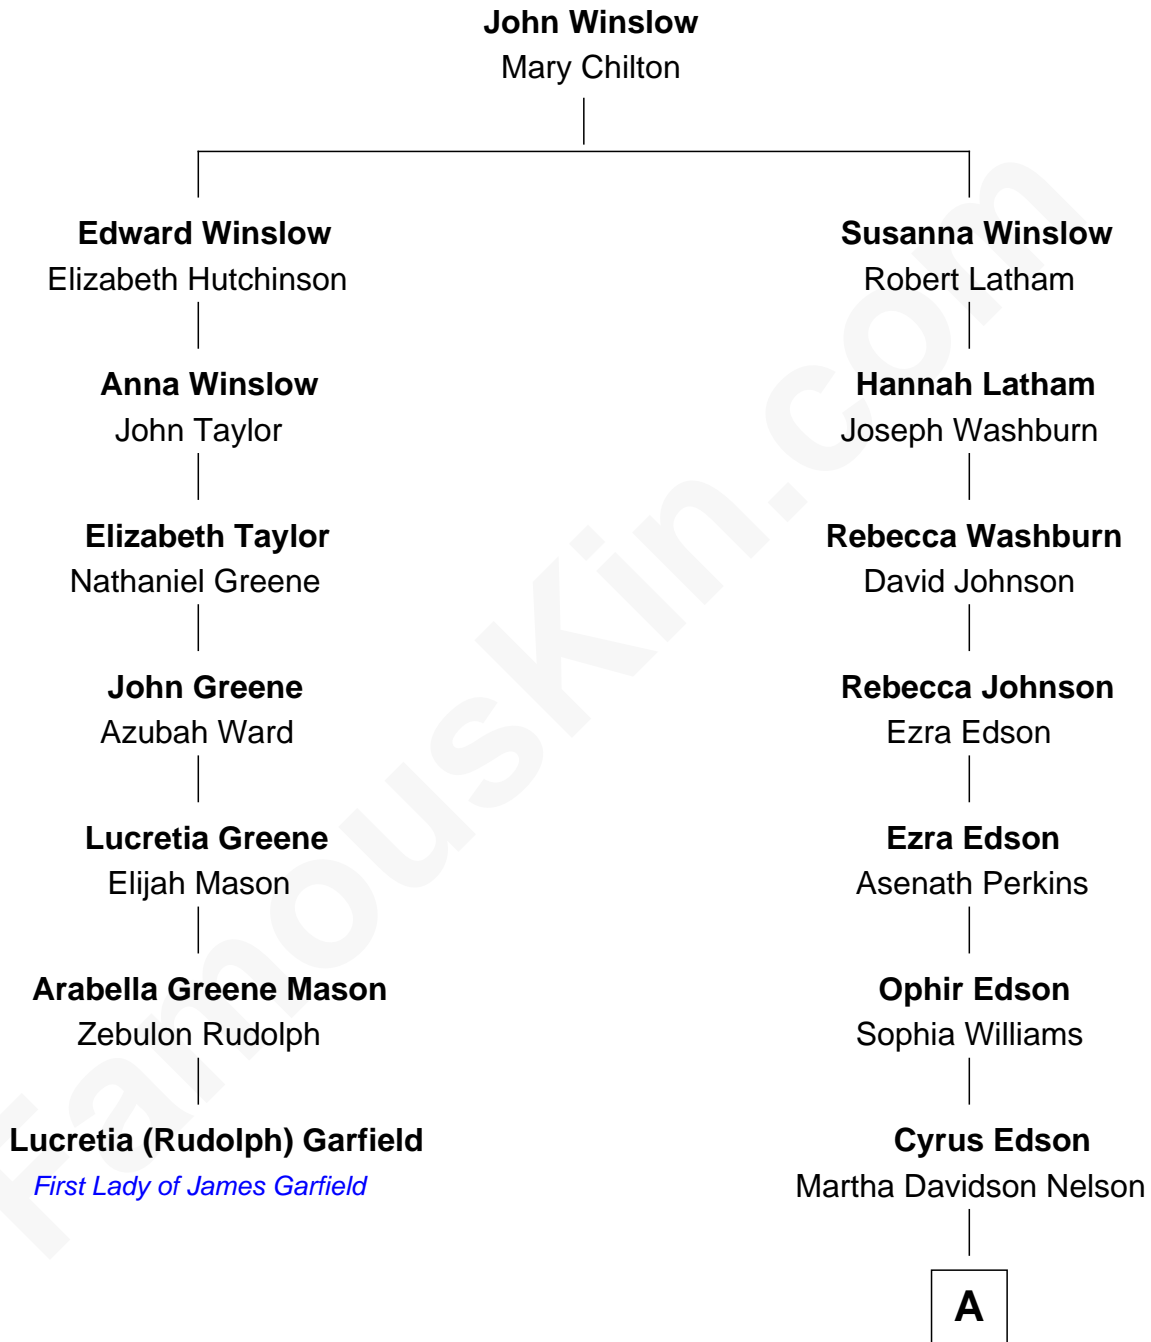 John Winslow
Mary Chilton
Edward Winslow
Elizabeth Hutchinson
Susanna Winslow
Robert Latham
Anna Winslow
John Taylor
Hannah Latham
Joseph Washburn
Elizabeth Taylor
Nathaniel Greene
Rebecca Washburn
David Johnson
John Greene
Azubah Ward
Rebecca Johnson
Ezra Edson
Lucretia Greene
Elijah Mason
Ezra Edson
Asenath Perkins
Arabella Greene Mason
Zebulon Rudolph
Ophir Edson
Sophia Williams
Lucretia (Rudolph) Garfield
First Lady of James Garfield
Cyrus Edson
Martha Davidson Nelson
A
FamousKin.com